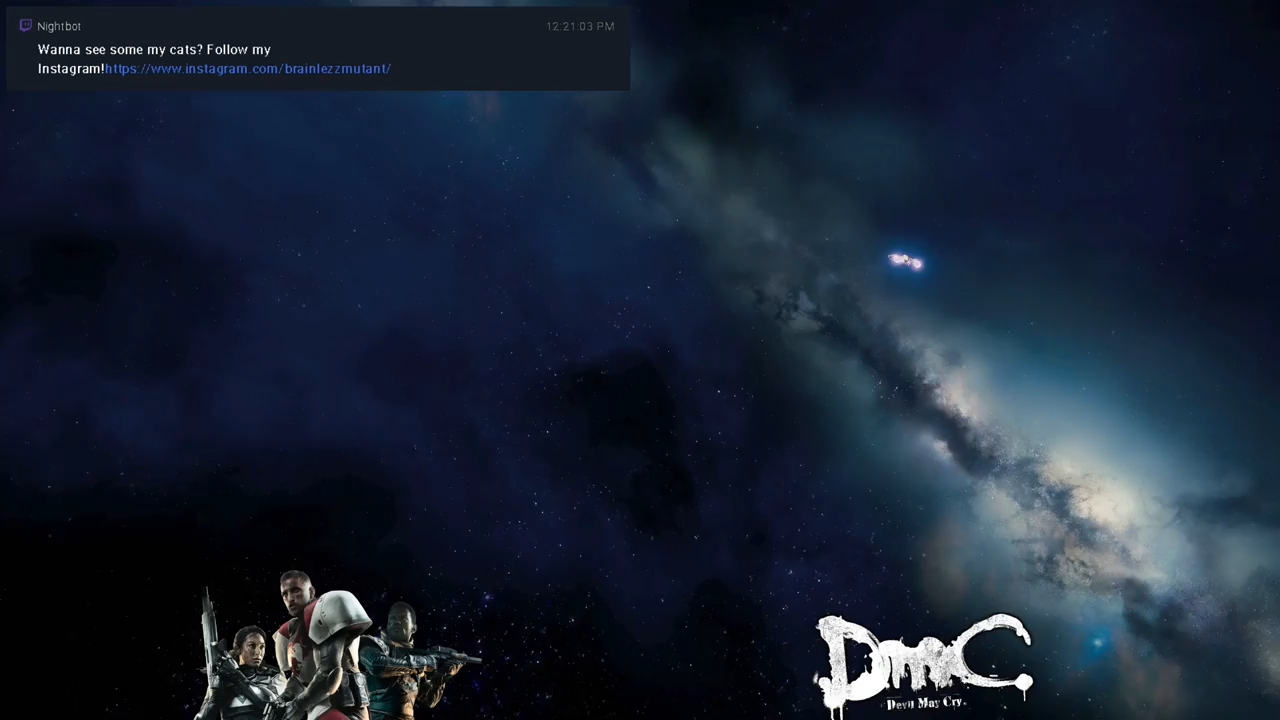 Nightbot 12:21:03 PM
Wanna see some my cats? Follow my
Instagram!https://www.instagram.com/brainlezzmutant/
DmC
Devil May Cry.